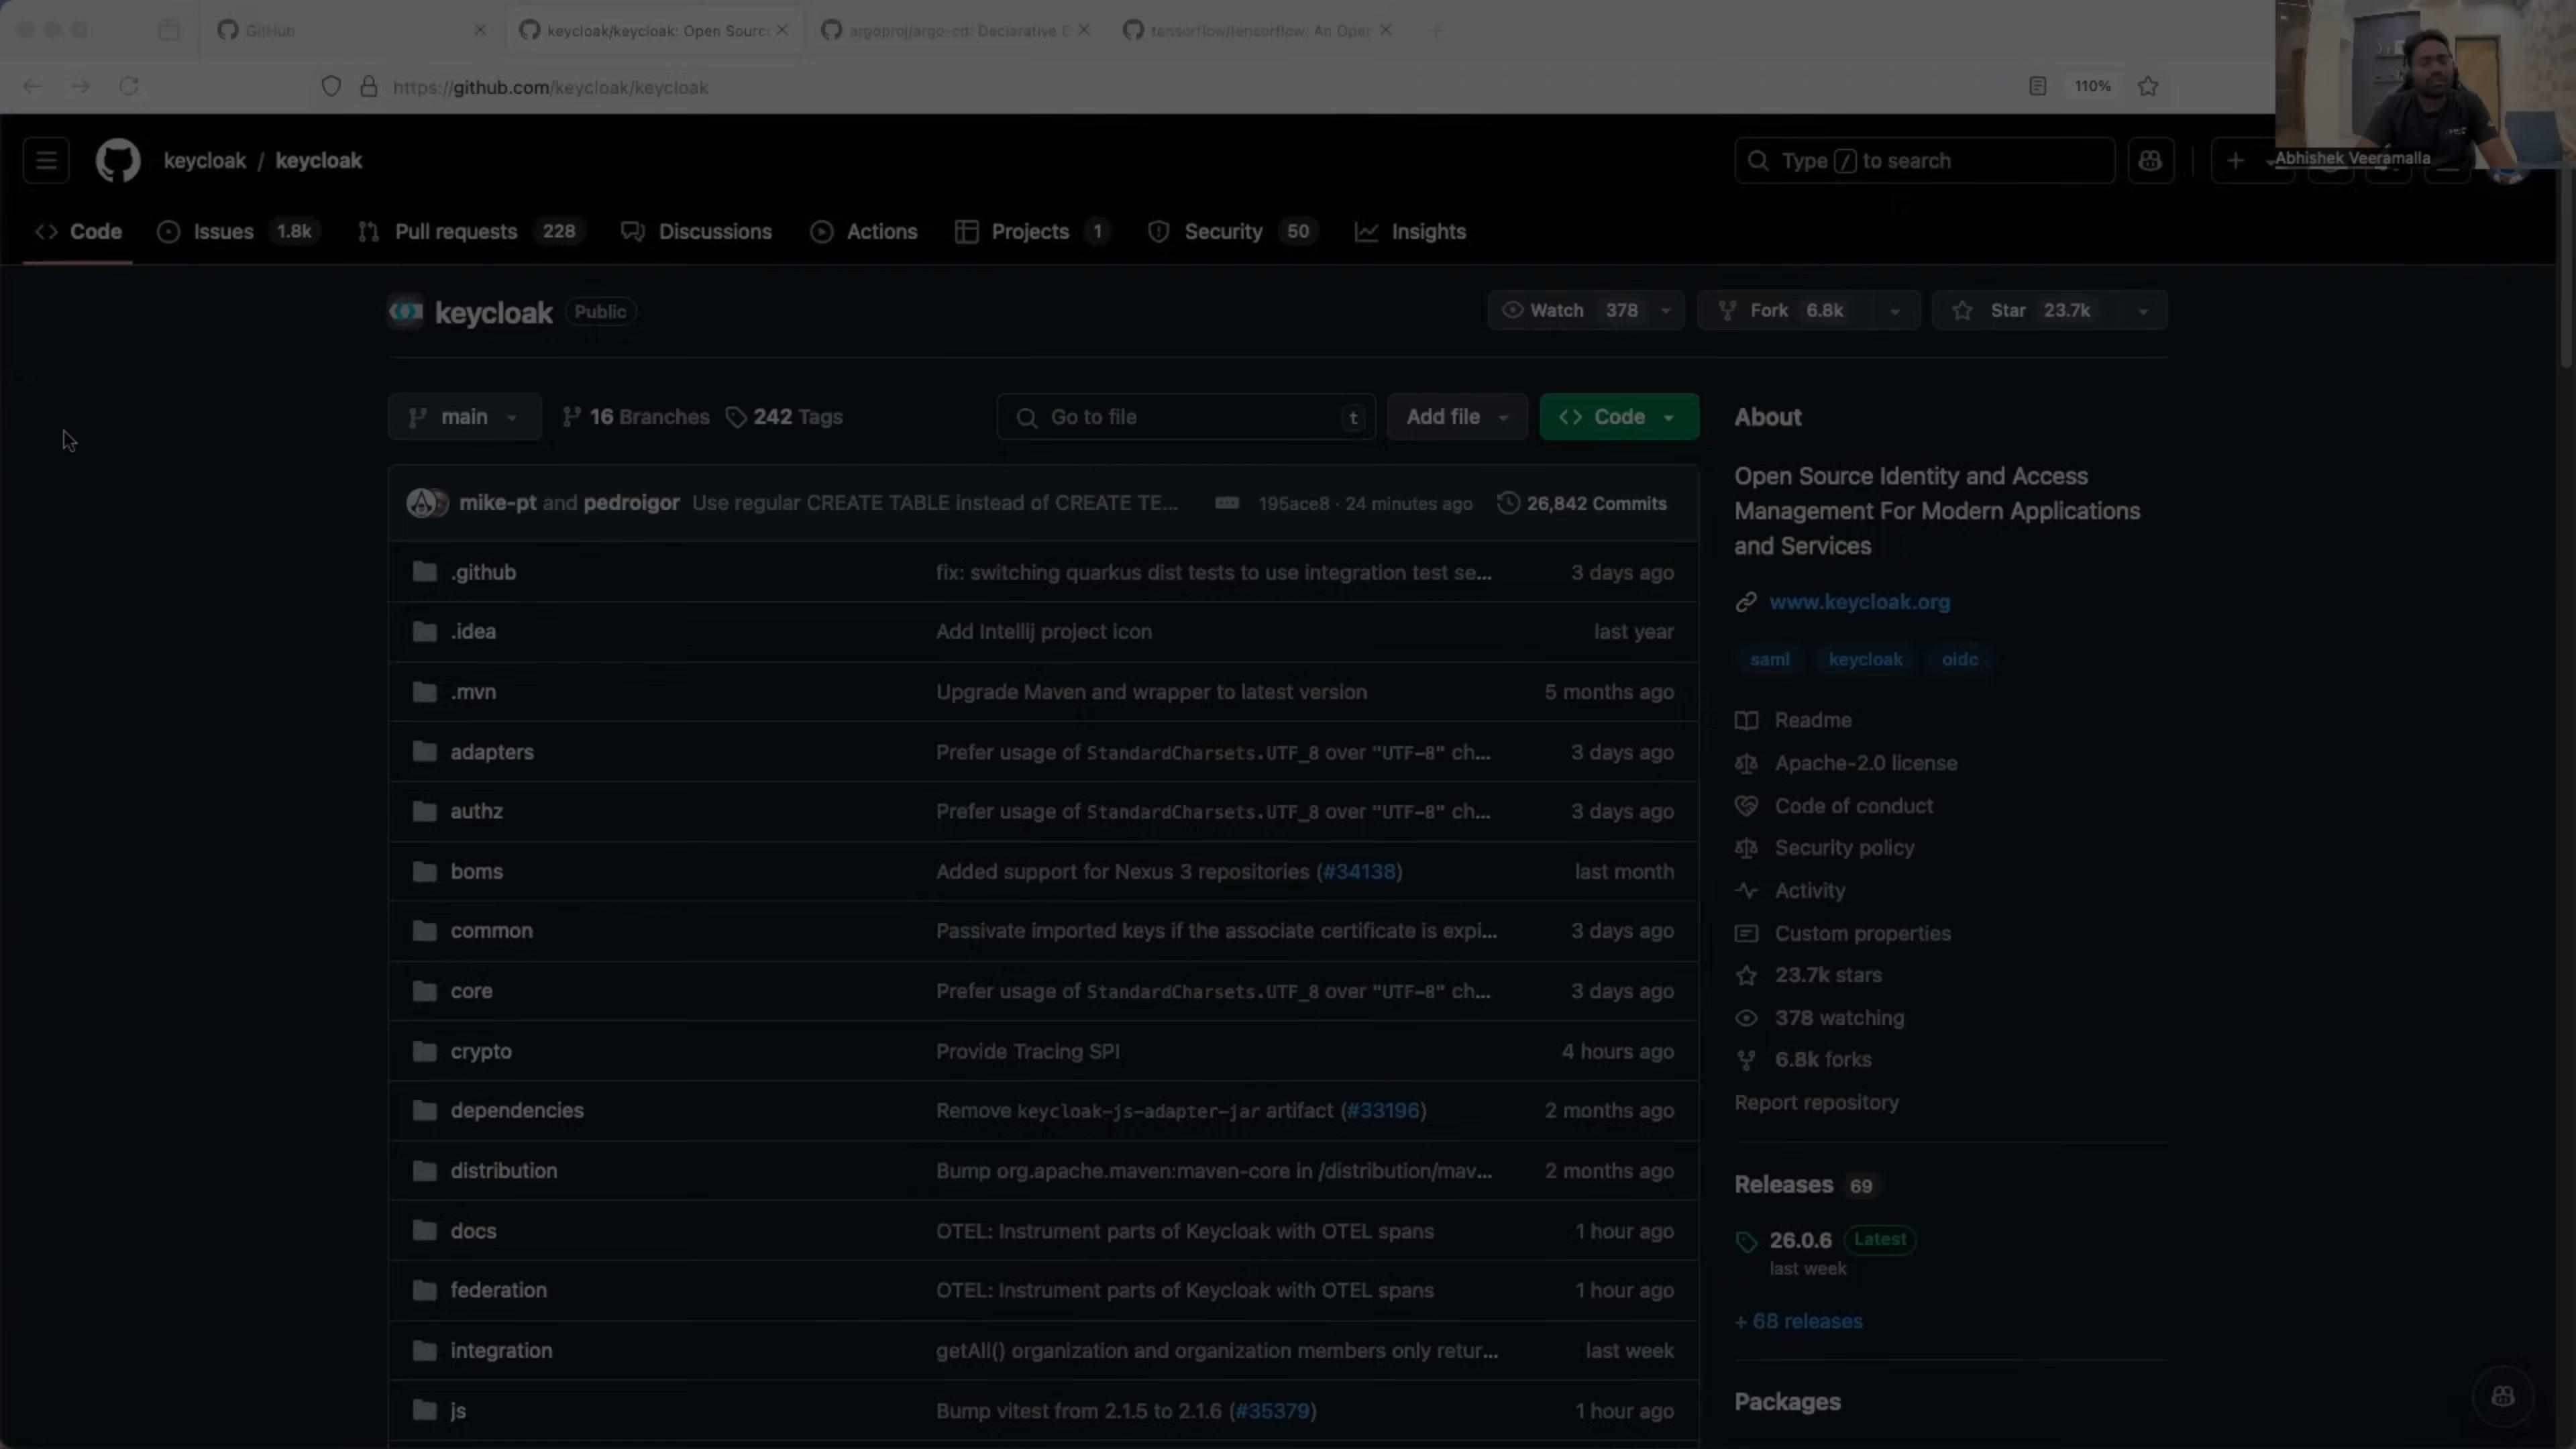 GitHub
keycloak/keycloak: Open Sourc
argoproj/argo-cd: Declarative C
tensorflow/tensorflow: An Oper
https://github.com/keycloak/keycloak
110%
Abhishek Veeramalla
keycloak / keycloak
Type / to search
Code
Issues 1.8k
Pull requests 228
Discussions
Actions
Projects 1
Security 50
Insights
keycloak Public
Watch 378
Fork 6.8k
Star 23.7k
main
16 Branches
242 Tags
Go to file t
Add file
Code
mike-pt and pedroigor Use regular CREATE TABLE instead of CREATE TE... 195ace8 · 24 minutes ago 26,842 Commits
.github fix: switching quarkus dist tests to use integration test se... 3 days ago
.idea Add Intellij project icon last year
.mvn Upgrade Maven and wrapper to latest version 5 months ago
adapters Prefer usage of StandardCharsets.UTF_8 over "UTF-8" ch... 3 days ago
authz Prefer usage of StandardCharsets.UTF_8 over "UTF-8" ch... 3 days ago
boms Added support for Nexus 3 repositories (#34138) last month
common Passivate imported keys if the associate certificate is expi... 3 days ago
core Prefer usage of StandardCharsets.UTF_8 over "UTF-8" ch... 3 days ago
crypto Provide Tracing SPI 4 hours ago
dependencies Remove keycloak-js-adapter-jar artifact (#33196) 2 months ago
distribution Bump org.apache.maven:maven-core in /distribution/mav... 2 months ago
docs OTEL: Instrument parts of Keycloak with OTEL spans 1 hour ago
federation OTEL: Instrument parts of Keycloak with OTEL spans 1 hour ago
integration getAll() organization and organization members only retur... last week
js Bump vitest from 2.1.5 to 2.1.6 (#35379) 1 hour ago
About
Open Source Identity and Access
Management For Modern Applications
and Services
www.keycloak.org
saml keycloak oidc
Readme
Apache-2.0 license
Code of conduct
Security policy
Activity
Custom properties
23.7k stars
378 watching
6.8k forks
Report repository
Releases 69
26.0.6 Latest
last week
+ 68 releases
Packages